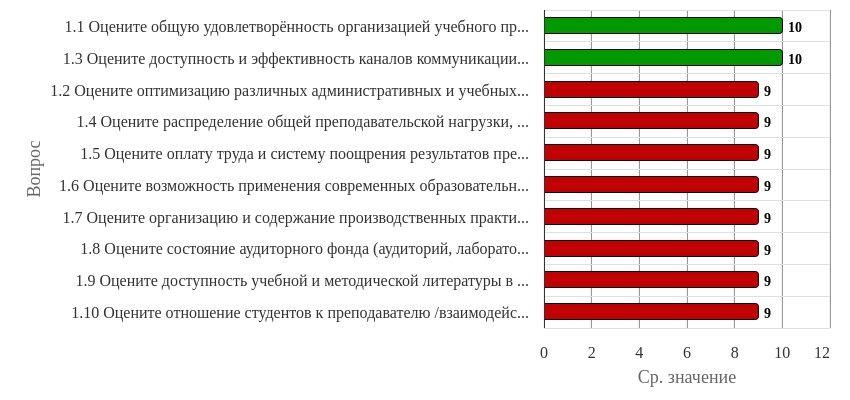 1.1 Оцените общую удовлетворённость организацией учебного пр... 10
1.3 Оцените доступность и эффективность каналов коммуникации... 10
1.2 Оцените оптимизацию различных административных и учебных... 9
1.4 Оцените распределение общей преподавательской нагрузки, ... 9
1.5 Оцените оплату труда и систему поощрения результатов пре... 9
1.6 Оцените возможность применения современных образовательн... 9
1.7 Оцените организацию и содержание производственных практи... 9
1.8 Оцените состояние аудиторного фонда (аудиторий, лаборато... 9
1.9 Оцените доступность учебной и методической литературы в ... 9
1.10 Оцените отношение студентов к преподавателю /взаимодейс... 9
Вопрос
0 2 4 6 8 10 12
Ср. значение